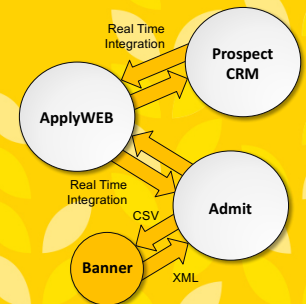 Real Time
Integration
Prospect
CRM
ApplyWEB
Real Time
Integration
CSV
Admit
Banner
XML